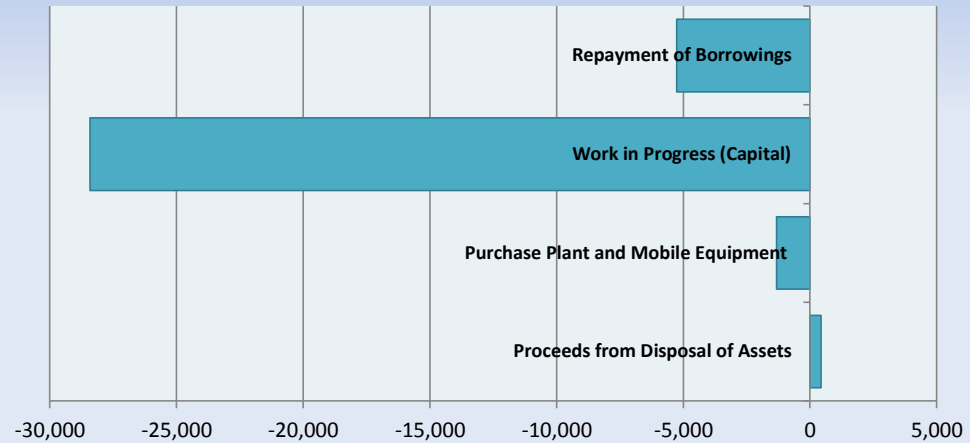 Repayment of Borrowings
Work in Progress (Capital)
Purchase Plant and Mobile Equipment
Proceeds from Disposal of Assets
-30,000 -25,000 -20,000 -15,000 -10,000 -5,000 0 5,000